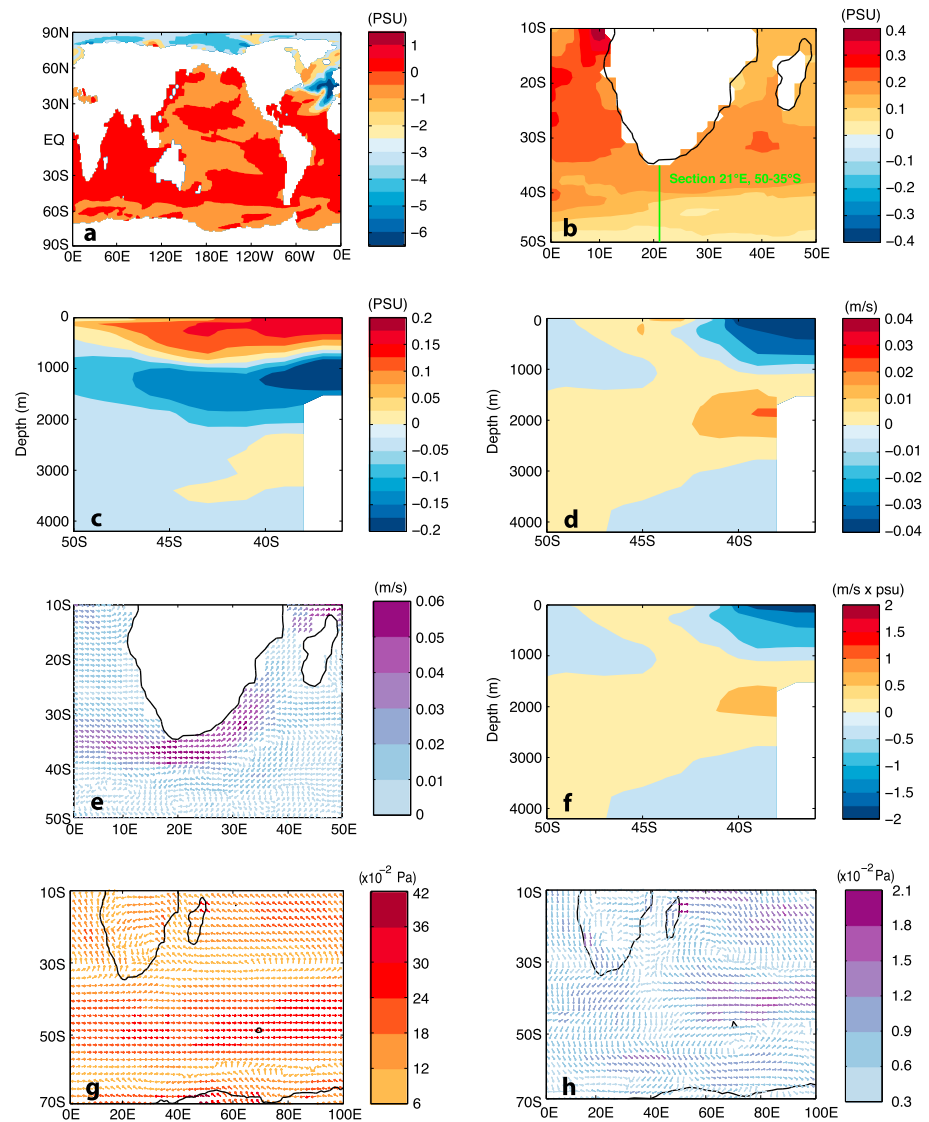 (PSU)
90N
60N
30N
EQ
30S
60S
90S
0E 60E 120E 180E 120W 60W 0E
1
0
−1
−2
−3
−4
−5
−6
a
(PSU)
10S
20S
30S
40S
50S
0E 10E 20E 30E 40E 50E
Section 21°E, 50-35°S
0.4
0.3
0.2
0.1
0
−0.1
−0.2
−0.3
−0.4
b
(PSU)
Depth (m)
0
1000
2000
3000
4000
50S 45S 40S
0.2
0.15
0.1
0.05
0
−0.05
−0.1
−0.15
−0.2
c
(m/s)
Depth (m)
0
1000
2000
3000
4000
50S 45S 40S
0.04
0.03
0.02
0.01
0
−0.01
−0.02
−0.03
−0.04
d
(m/s)
10S
20S
30S
40S
50S
0E 10E 20E 30E 40E 50E
0.06
0.05
0.04
0.03
0.02
0.01
0
e
(m/s x psu)
Depth (m)
0
1000
2000
3000
4000
50S 45S 40S
2
1.5
1
0.5
0
−0.5
−1
−1.5
−2
f
(x10⁻² Pa)
10S
30S
50S
70S
0E 20E 40E 60E 80E 100E
42
36
30
24
18
12
6
g
(x10⁻² Pa)
10S
30S
50S
70S
0E 20E 40E 60E 80E 100E
2.1
1.8
1.5
1.2
0.9
0.6
0.3
h